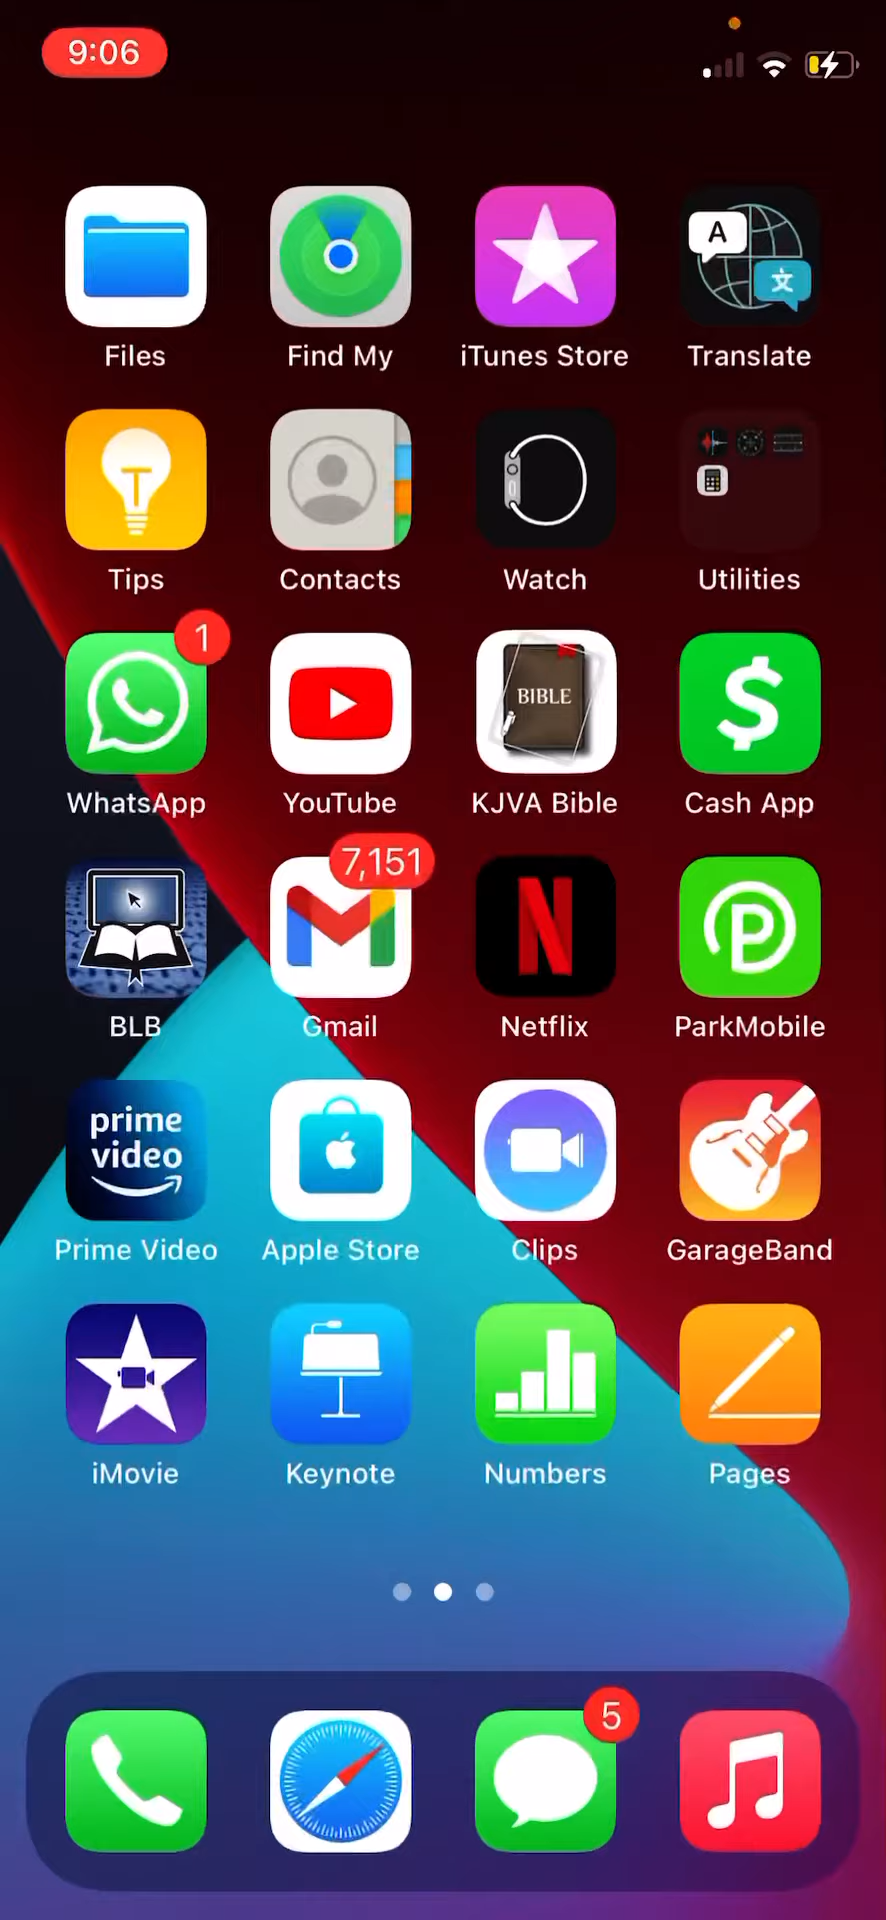 9:06
A
文
Files Find My iTunes Store Translate
T
Tips Contacts Watch Utilities
1
BIBLE
$
WhatsApp YouTube KJVA Bible Cash App
7,151
N
P
BLB Gmail Netflix ParkMobile
prime
video
Prime Video Apple Store Clips GarageBand
iMovie Keynote Numbers Pages
5